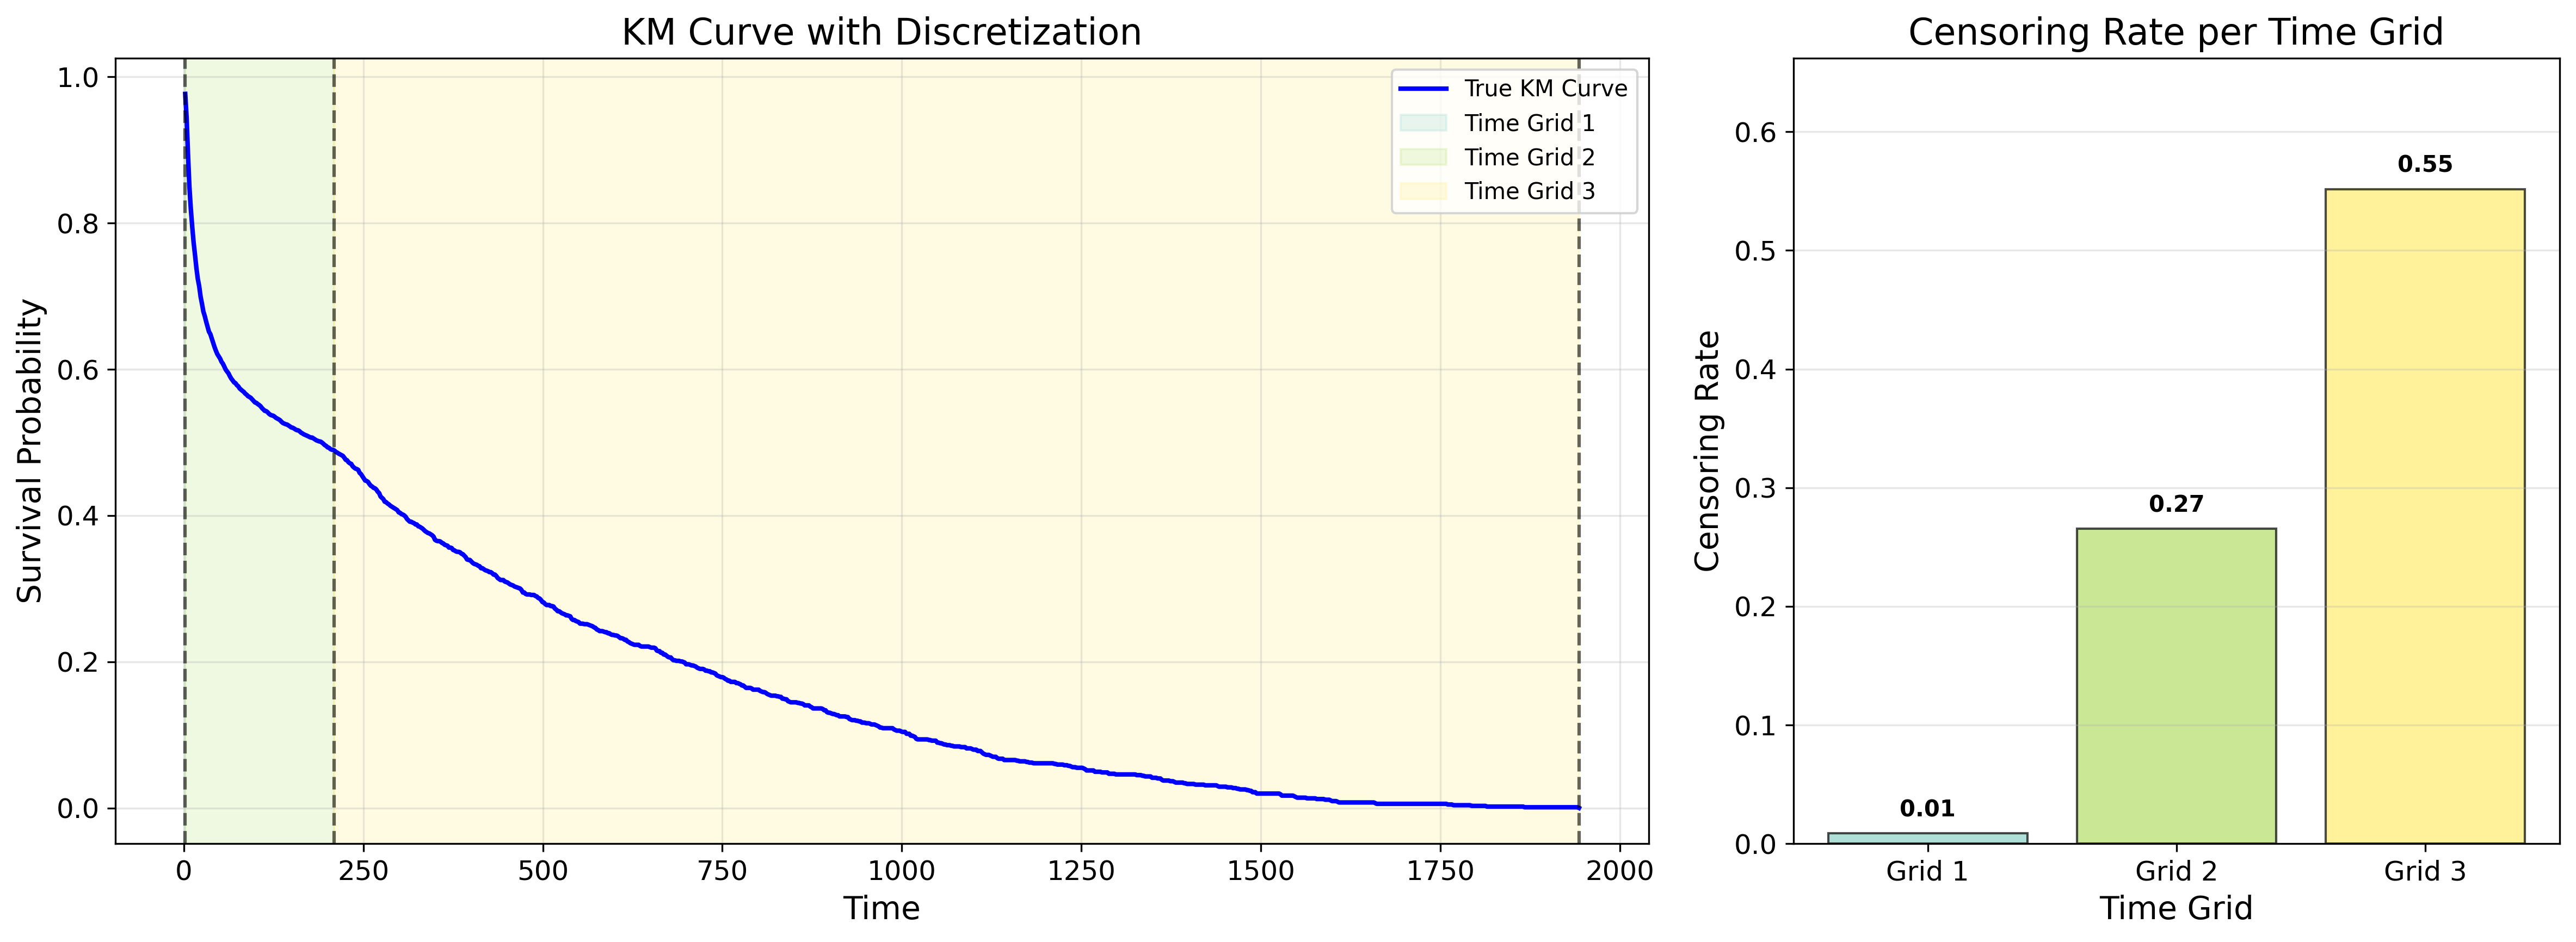 KM Curve with Discretization
Survival Probability
1.0
0.8
0.6
0.4
0.2
0.0
True KM Curve
Time Grid 1
Time Grid 2
Time Grid 3
0
250
500
750
1000
1250
1500
1750
2000
Time
Censoring Rate per Time Grid
Censoring Rate
0.6
0.5
0.4
0.3
0.2
0.1
0.0
0.01
0.27
0.55
Grid 1
Grid 2
Grid 3
Time Grid